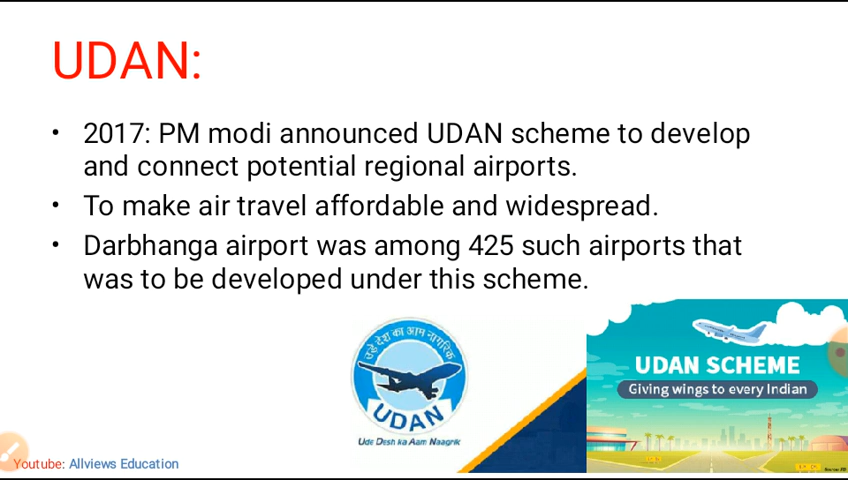 UDAN:
• 2017: PM modi announced UDAN scheme to develop
and connect potential regional airports.
• To make air travel affordable and widespread.
• Darbhanga airport was among 425 such airports that
was to be developed under this scheme.
उड़े देश का आम नागरिक
UDAN
Ude Desh ka Aam Naagrik
UDAN SCHEME
Giving wings to every Indian
Youtube: Allviews Education